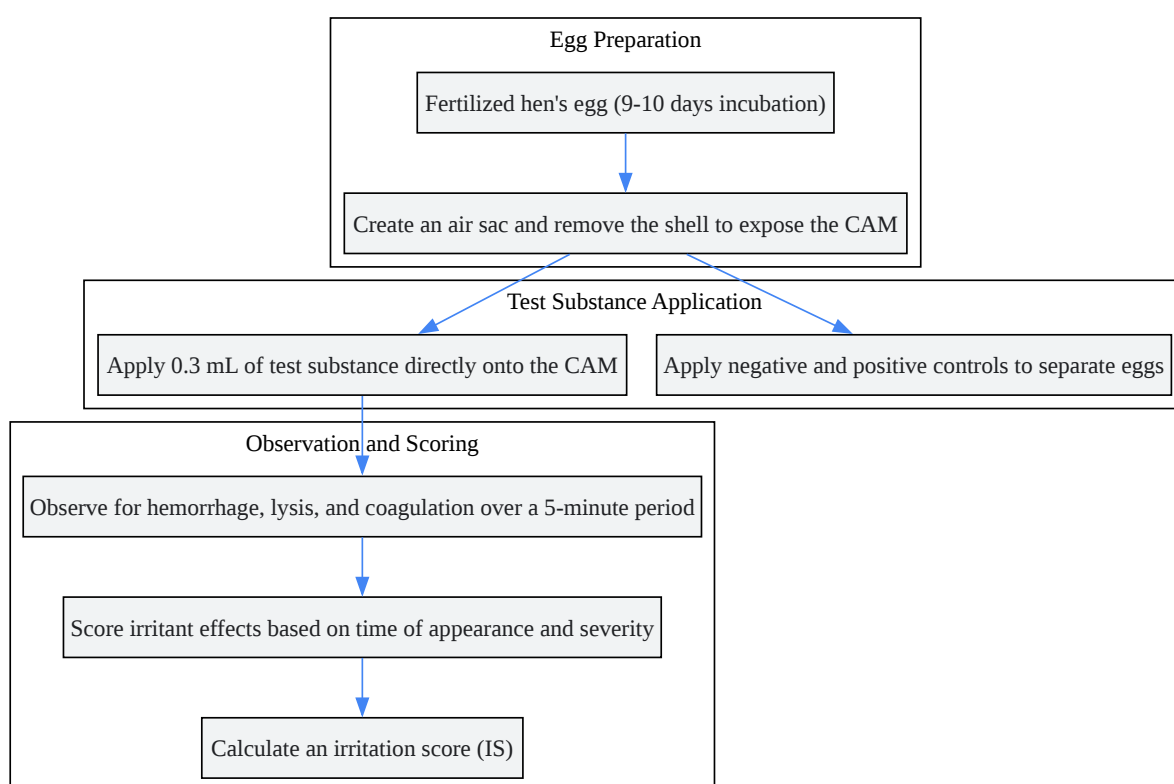 Egg Preparation
Fertilized hen's egg (9-10 days incubation)
Create an air sac and remove the shell to expose the CAM
Test Substance Application
Apply 0.3 mL of test substance directly onto the CAM
Apply negative and positive controls to separate eggs
Observation and Scoring
Observe for hemorrhage, lysis, and coagulation over a 5-minute period
Score irritant effects based on time of appearance and severity
Calculate an irritation score (IS)